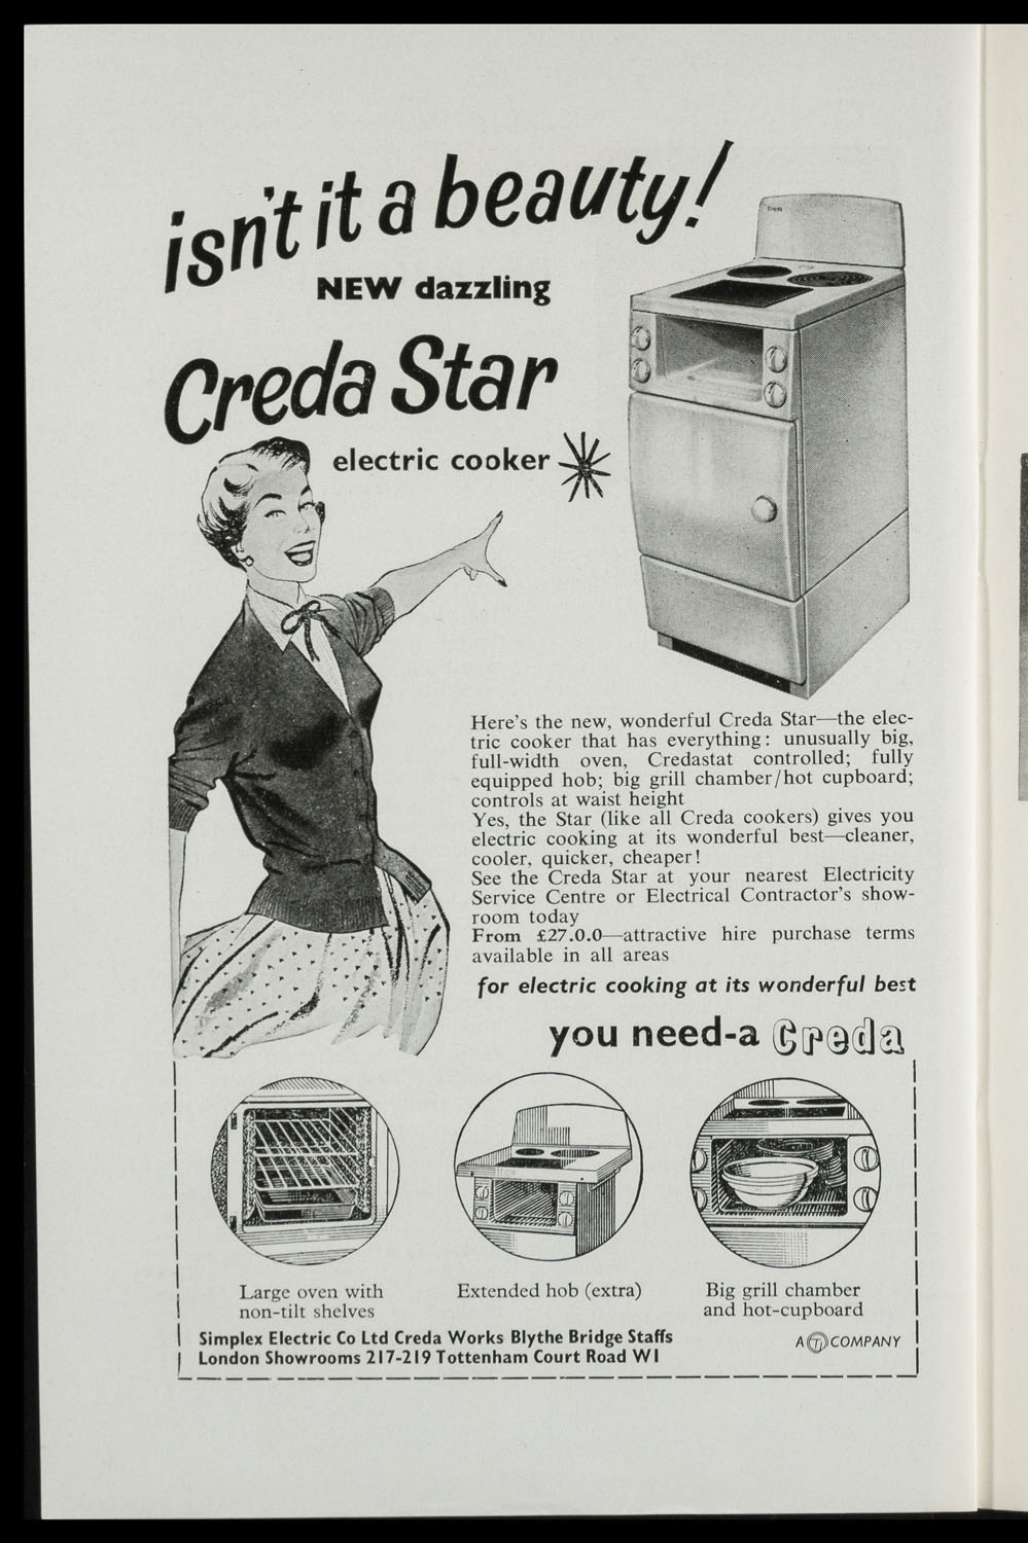 isn't it a beauty!
NEW dazzling
Creda Star
electric cooker
Here's the new, wonderful Creda Star—the elec-
tric cooker that has everything: unusually big,
full-width oven, Credastat controlled; fully
equipped hob; big grill chamber/hot cupboard;
controls at waist height
Yes, the Star (like all Creda cookers) gives you
electric cooking at its wonderful best—cleaner,
cooler, quicker, cheaper!
See the Creda Star at your nearest Electricity
Service Centre or Electrical Contractor's show-
room today
From £27.0.0—attractive hire purchase terms
available in all areas
for electric cooking at its wonderful best
you need-a Creda
Large oven with
non-tilt shelves
Extended hob (extra)
Big grill chamber
and hot-cupboard
Simplex Electric Co Ltd Creda Works Blythe Bridge Staffs
London Showrooms 217-219 Tottenham Court Road W1
A TI COMPANY